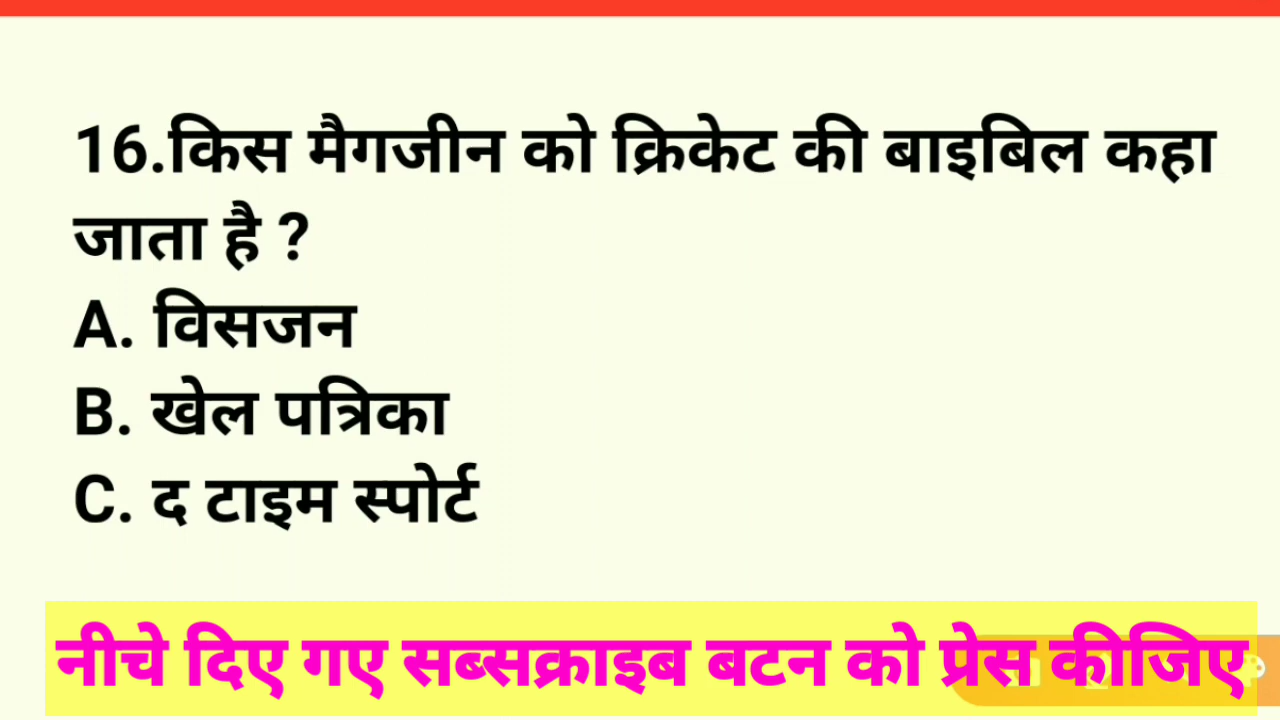 16.किस मैगजीन को क्रिकेट की बाइबिल कहा
जाता है ?
A. विसजन
B. खेल पत्रिका
C. द टाइम स्पोर्ट
नीचे दिए गए सब्सक्राइब बटन को प्रेस कीजिए